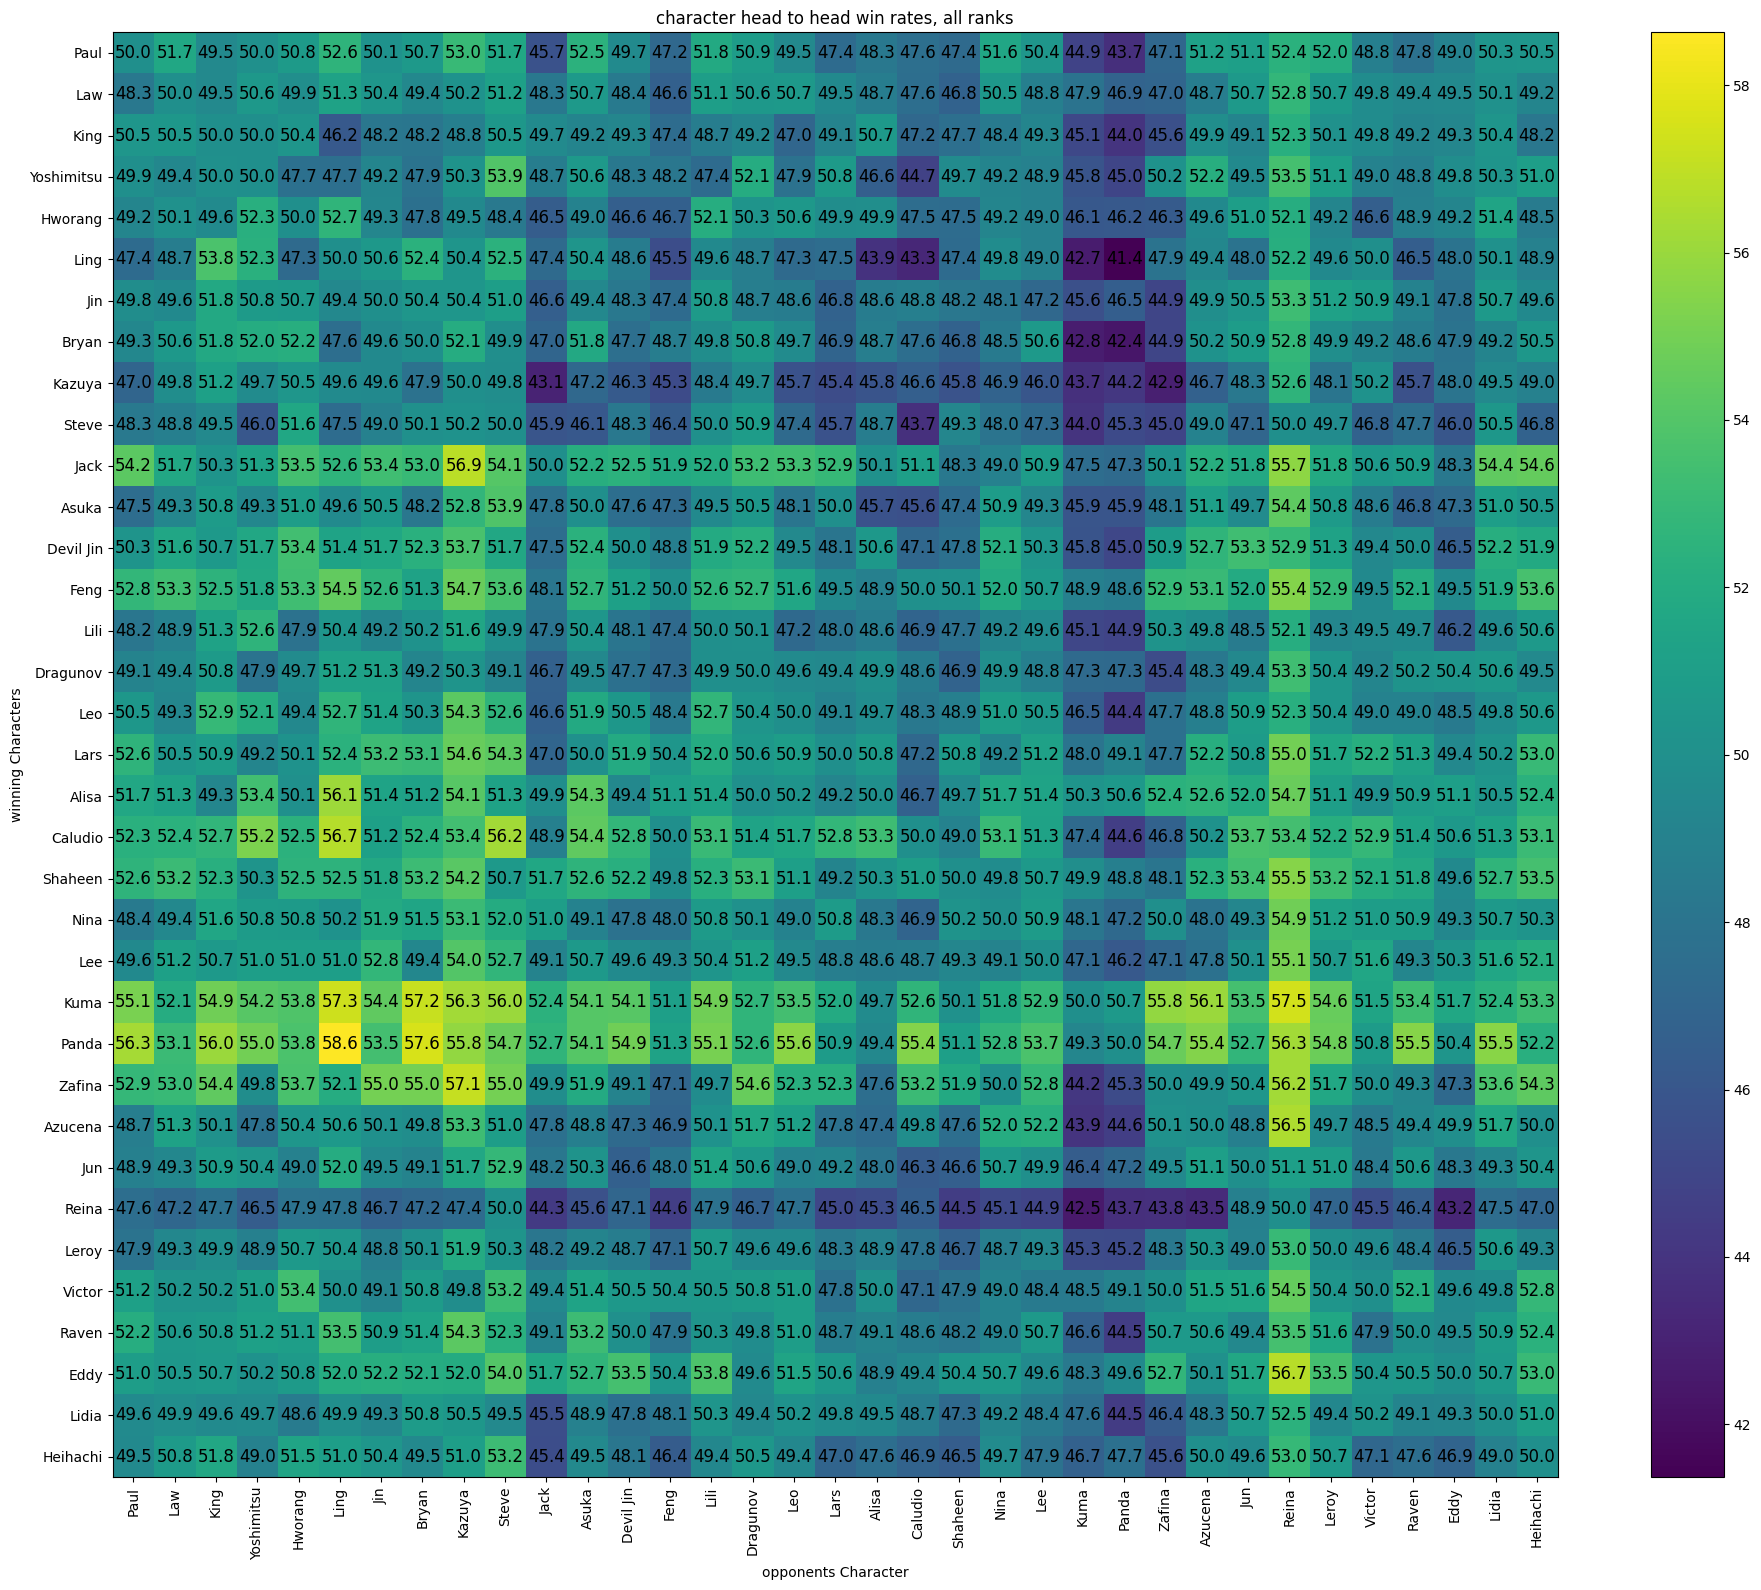 character head to head win rates, all ranks
Paul 50.0 51.7 49.5 50.0 50.8 52.6 50.1 50.7 53.0 51.7 45.7 52.5 49.7 47.2 51.8 50.9 49.5 47.4 48.3 47.6 47.4 51.6 50.4 44.9 43.7 47.1 51.2 51.1 52.4 52.0 48.8 47.8 49.0 50.3 50.5
Law 48.3 50.0 49.5 50.6 49.9 51.3 50.4 49.4 50.2 51.2 48.3 50.7 48.4 46.6 51.1 50.6 50.7 49.5 48.7 47.6 46.8 50.5 48.8 47.9 46.9 47.0 48.7 50.7 52.8 50.7 49.8 49.4 49.5 50.1 49.2
King 50.5 50.5 50.0 50.0 50.4 46.2 48.2 48.2 48.8 50.5 49.7 49.2 49.3 47.4 48.7 49.2 47.0 49.1 50.7 47.2 47.7 48.4 49.3 45.1 44.0 45.6 49.9 49.1 52.3 50.1 49.8 49.2 49.3 50.4 48.2
Yoshimitsu 49.9 49.4 50.0 50.0 47.7 47.7 49.2 47.9 50.3 53.9 48.7 50.6 48.3 48.2 47.4 52.1 47.9 50.8 46.6 44.7 49.7 49.2 48.9 45.8 45.0 50.2 52.2 49.5 53.5 51.1 49.0 48.8 49.8 50.3 51.0
Hworang 49.2 50.1 49.6 52.3 50.0 52.7 49.3 47.8 49.5 48.4 46.5 49.0 46.6 46.7 52.1 50.3 50.6 49.9 49.9 47.5 47.5 49.2 49.0 46.1 46.2 46.3 49.6 51.0 52.1 49.2 46.6 48.9 49.2 51.4 48.5
Ling 47.4 48.7 53.8 52.3 47.3 50.0 50.6 52.4 50.4 52.5 47.4 50.4 48.6 45.5 49.6 48.7 47.3 47.5 43.9 43.3 47.4 49.8 49.0 42.7 41.4 47.9 49.4 48.0 52.2 49.6 50.0 46.5 48.0 50.1 48.9
Jin 49.8 49.6 51.8 50.8 50.7 49.4 50.0 50.4 50.4 51.0 46.6 49.4 48.3 47.4 50.8 48.7 48.6 46.8 48.6 48.8 48.2 48.1 47.2 45.6 46.5 44.9 49.9 50.5 53.3 51.2 50.9 49.1 47.8 50.7 49.6
Bryan 49.3 50.6 51.8 52.0 52.2 47.6 49.6 50.0 52.1 49.9 47.0 51.8 47.7 48.7 49.8 50.8 49.7 46.9 48.7 47.6 46.8 48.5 50.6 42.8 42.4 44.9 50.2 50.9 52.8 49.9 49.2 48.6 47.9 49.2 50.5
Kazuya 47.0 49.8 51.2 49.7 50.5 49.6 49.6 47.9 50.0 49.8 43.1 47.2 46.3 45.3 48.4 49.7 45.7 45.4 45.8 46.6 45.8 46.9 46.0 43.7 44.2 42.9 46.7 48.3 52.6 48.1 50.2 45.7 48.0 49.5 49.0
Steve 48.3 48.8 49.5 46.0 51.6 47.5 49.0 50.1 50.2 50.0 45.9 46.1 48.3 46.4 50.0 50.9 47.4 45.7 48.7 43.7 49.3 48.0 47.3 44.0 45.3 45.0 49.0 47.1 50.0 49.7 46.8 47.7 46.0 50.5 46.8
Jack 54.2 51.7 50.3 51.3 53.5 52.6 53.4 53.0 56.9 54.1 50.0 52.2 52.5 51.9 52.0 53.2 53.3 52.9 50.1 51.1 48.3 49.0 50.9 47.5 47.3 50.1 52.2 51.8 55.7 51.8 50.6 50.9 48.3 54.4 54.6
Asuka 47.5 49.3 50.8 49.3 51.0 49.6 50.5 48.2 52.8 53.9 47.8 50.0 47.6 47.3 49.5 50.5 48.1 50.0 45.7 45.6 47.4 50.9 49.3 45.9 45.9 48.1 51.1 49.7 54.4 50.8 48.6 46.8 47.3 51.0 50.5
Devil Jin 50.3 51.6 50.7 51.7 53.4 51.4 51.7 52.3 53.7 51.7 47.5 52.4 50.0 48.8 51.9 52.2 49.5 48.1 50.6 47.1 47.8 52.1 50.3 45.8 45.0 50.9 52.7 53.3 52.9 51.3 49.4 50.0 46.5 52.2 51.9
Feng 52.8 53.3 52.5 51.8 53.3 54.5 52.6 51.3 54.7 53.6 48.1 52.7 51.2 50.0 52.6 52.7 51.6 49.5 48.9 50.0 50.1 52.0 50.7 48.9 48.6 52.9 53.1 52.0 55.4 52.9 49.5 52.1 49.5 51.9 53.6
Lili 48.2 48.9 51.3 52.6 47.9 50.4 49.2 50.2 51.6 49.9 47.9 50.4 48.1 47.4 50.0 50.1 47.2 48.0 48.6 46.9 47.7 49.2 49.6 45.1 44.9 50.3 49.8 48.5 52.1 49.3 49.5 49.7 46.2 49.6 50.6
Dragunov 49.1 49.4 50.8 47.9 49.7 51.2 51.3 49.2 50.3 49.1 46.7 49.5 47.7 47.3 49.9 50.0 49.6 49.4 49.9 48.6 46.9 49.9 48.8 47.3 47.3 45.4 48.3 49.4 53.3 50.4 49.2 50.2 50.4 50.6 49.5
Leo 50.5 49.3 52.9 52.1 49.4 52.7 51.4 50.3 54.3 52.6 46.6 51.9 50.5 48.4 52.7 50.4 50.0 49.1 49.7 48.3 48.9 51.0 50.5 46.5 44.4 47.7 48.8 50.9 52.3 50.4 49.0 49.0 48.5 49.8 50.6
Lars 52.6 50.5 50.9 49.2 50.1 52.4 53.2 53.1 54.6 54.3 47.0 50.0 51.9 50.4 52.0 50.6 50.9 50.0 50.8 47.2 50.8 49.2 51.2 48.0 49.1 47.7 52.2 50.8 55.0 51.7 52.2 51.3 49.4 50.2 53.0
Alisa 51.7 51.3 49.3 53.4 50.1 56.1 51.4 51.2 54.1 51.3 49.9 54.3 49.4 51.1 51.4 50.0 50.2 49.2 50.0 46.7 49.7 51.7 51.4 50.3 50.6 52.4 52.6 52.0 54.7 51.1 49.9 50.9 51.1 50.5 52.4
Caludio 52.3 52.4 52.7 55.2 52.5 56.7 51.2 52.4 53.4 56.2 48.9 54.4 52.8 50.0 53.1 51.4 51.7 52.8 53.3 50.0 49.0 53.1 51.3 47.4 44.6 46.8 50.2 53.7 53.4 52.2 52.9 51.4 50.6 51.3 53.1
Shaheen 52.6 53.2 52.3 50.3 52.5 52.5 51.8 53.2 54.2 50.7 51.7 52.6 52.2 49.8 52.3 53.1 51.1 49.2 50.3 51.0 50.0 49.8 50.7 49.9 48.8 48.1 52.3 53.4 55.5 53.2 52.1 51.8 49.6 52.7 53.5
Nina 48.4 49.4 51.6 50.8 50.8 50.2 51.9 51.5 53.1 52.0 51.0 49.1 47.8 48.0 50.8 50.1 49.0 50.8 48.3 46.9 50.2 50.0 50.9 48.1 47.2 50.0 48.0 49.3 54.9 51.2 51.0 50.9 49.3 50.7 50.3
Lee 49.6 51.2 50.7 51.0 51.0 51.0 52.8 49.4 54.0 52.7 49.1 50.7 49.6 49.3 50.4 51.2 49.5 48.8 48.6 48.7 49.3 49.1 50.0 47.1 46.2 47.1 47.8 50.1 55.1 50.7 51.6 49.3 50.3 51.6 52.1
Kuma 55.1 52.1 54.9 54.2 53.8 57.3 54.4 57.2 56.3 56.0 52.4 54.1 54.1 51.1 54.9 52.7 53.5 52.0 49.7 52.6 50.1 51.8 52.9 50.0 50.7 55.8 56.1 53.5 57.5 54.6 51.5 53.4 51.7 52.4 53.3
Panda 56.3 53.1 56.0 55.0 53.8 58.6 53.5 57.6 55.8 54.7 52.7 54.1 54.9 51.3 55.1 52.6 55.6 50.9 49.4 55.4 51.1 52.8 53.7 49.3 50.0 54.7 55.4 52.7 56.3 54.8 50.8 55.5 50.4 55.5 52.2
Zafina 52.9 53.0 54.4 49.8 53.7 52.1 55.0 55.0 57.1 55.0 49.9 51.9 49.1 47.1 49.7 54.6 52.3 52.3 47.6 53.2 51.9 50.0 52.8 44.2 45.3 50.0 49.9 50.4 56.2 51.7 50.0 49.3 47.3 53.6 54.3
Azucena 48.7 51.3 50.1 47.8 50.4 50.6 50.1 49.8 53.3 51.0 47.8 48.8 47.3 46.9 50.1 51.7 51.2 47.8 47.4 49.8 47.6 52.0 52.2 43.9 44.6 50.1 50.0 48.8 56.5 49.7 48.5 49.4 49.9 51.7 50.0
Jun 48.9 49.3 50.9 50.4 49.0 52.0 49.5 49.1 51.7 52.9 48.2 50.3 46.6 48.0 51.4 50.6 49.0 49.2 48.0 46.3 46.6 50.7 49.9 46.4 47.2 49.5 51.1 50.0 51.1 51.0 48.4 50.6 48.3 49.3 50.4
Reina 47.6 47.2 47.7 46.5 47.9 47.8 46.7 47.2 47.4 50.0 44.3 45.6 47.1 44.6 47.9 46.7 47.7 45.0 45.3 46.5 44.5 45.1 44.9 42.5 43.7 43.8 43.5 48.9 50.0 47.0 45.5 46.4 43.2 47.5 47.0
Leroy 47.9 49.3 49.9 48.9 50.7 50.4 48.8 50.1 51.9 50.3 48.2 49.2 48.7 47.1 50.7 49.6 49.6 48.3 48.9 47.8 46.7 48.7 49.3 45.3 45.2 48.3 50.3 49.0 53.0 50.0 49.6 48.4 46.5 50.6 49.3
Victor 51.2 50.2 50.2 51.0 53.4 50.0 49.1 50.8 49.8 53.2 49.4 51.4 50.5 50.4 50.5 50.8 51.0 47.8 50.0 47.1 47.9 49.0 48.4 48.5 49.1 50.0 51.5 51.6 54.5 50.4 50.0 52.1 49.6 49.8 52.8
Raven 52.2 50.6 50.8 51.2 51.1 53.5 50.9 51.4 54.3 52.3 49.1 53.2 50.0 47.9 50.3 49.8 51.0 48.7 49.1 48.6 48.2 49.0 50.7 46.6 44.5 50.7 50.6 49.4 53.5 51.6 47.9 50.0 49.5 50.9 52.4
Eddy 51.0 50.5 50.7 50.2 50.8 52.0 52.2 52.1 52.0 54.0 51.7 52.7 53.5 50.4 53.8 49.6 51.5 50.6 48.9 49.4 50.4 50.7 49.6 48.3 49.6 52.7 50.1 51.7 56.7 53.5 50.4 50.5 50.0 50.7 53.0
Lidia 49.6 49.9 49.6 49.7 48.6 49.9 49.3 50.8 50.5 49.5 45.5 48.9 47.8 48.1 50.3 49.4 50.2 49.8 49.5 48.7 47.3 49.2 48.4 47.6 44.5 46.4 48.3 50.7 52.5 49.4 50.2 49.1 49.3 50.0 51.0
Heihachi 49.5 50.8 51.8 49.0 51.5 51.0 50.4 49.5 51.0 53.2 45.4 49.5 48.1 46.4 49.4 50.5 49.4 47.0 47.6 46.9 46.5 49.7 47.9 46.7 47.7 45.6 50.0 49.6 53.0 50.7 47.1 47.6 46.9 49.0 50.0
winning Characters
Paul Law King Yoshimitsu Hworang Ling Jin Bryan Kazuya Steve Jack Asuka Devil Jin Feng Lili Dragunov Leo Lars Alisa Caludio Shaheen Nina Lee Kuma Panda Zafina Azucena Jun Reina Leroy Victor Raven Eddy Lidia Heihachi
opponents Character
58
56
54
52
50
48
46
44
42